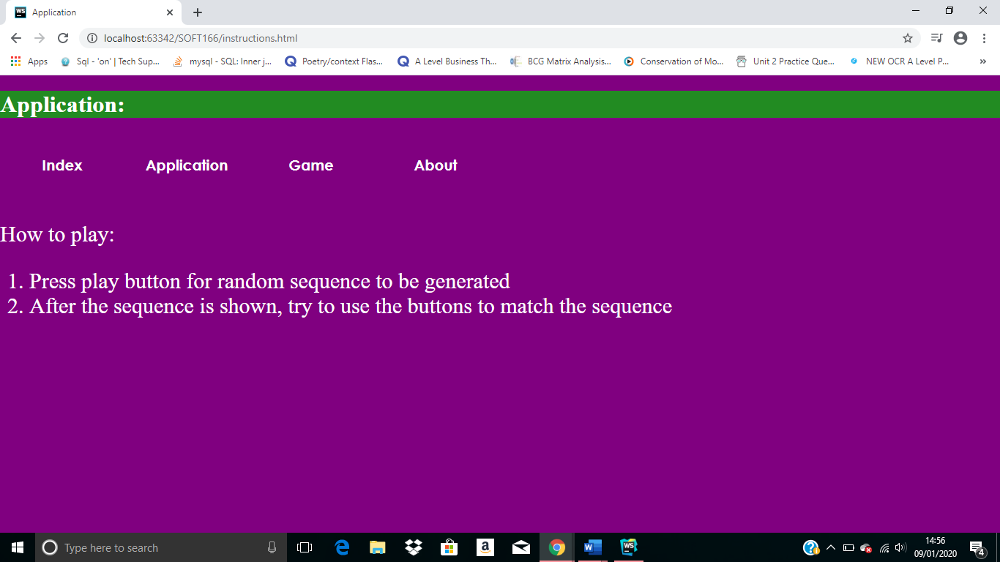 WS Application
localhost:63342/SOFT166/instructions.html
Apps Sql - 'on' | Tech Sup... mysql - SQL: Inner j... Poetry/context Flas... A Level Business Th... BCG Matrix Analysis... Conservation of Mo... Unit 2 Practice Que... NEW OCR A Level P... »
Application:
Index Application Game About
How to play:
1. Press play button for random sequence to be generated
2. After the sequence is shown, try to use the buttons to match the sequence
Type here to search
14:56
09/01/2020
4